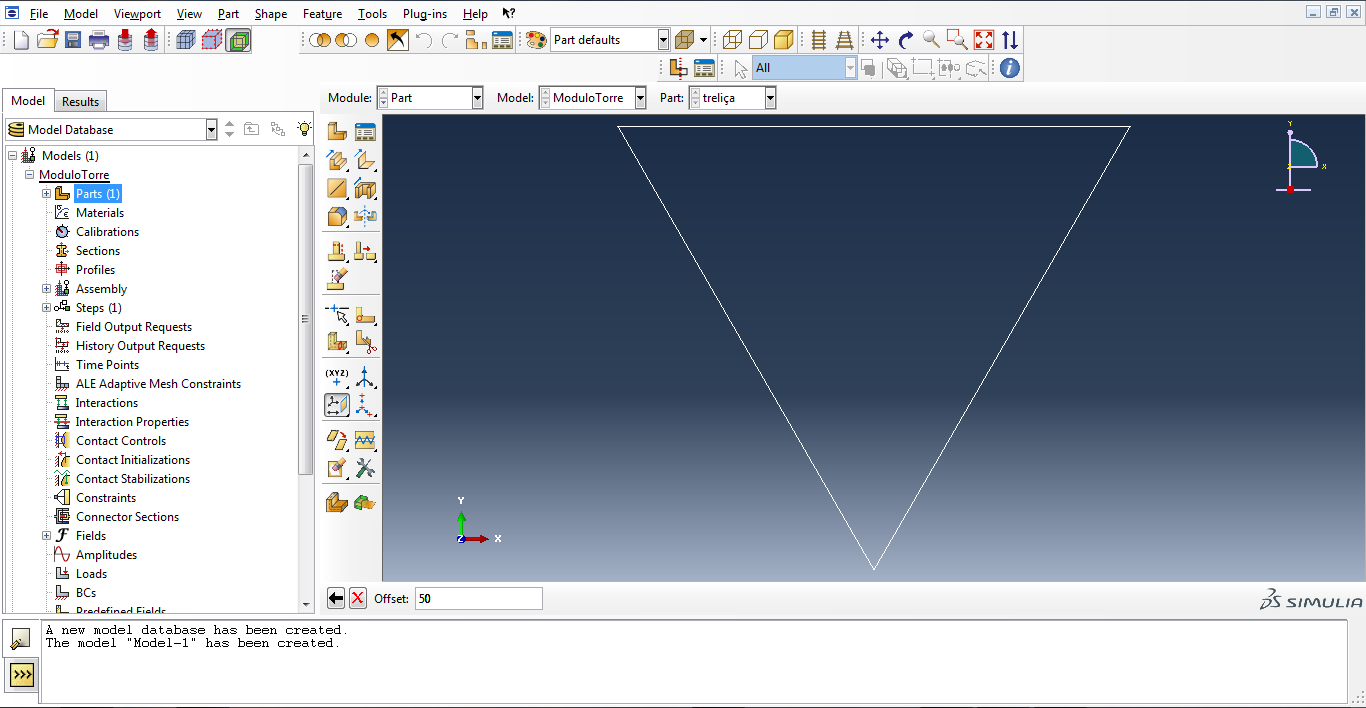 File Model Viewport View Part Shape Feature Tools Plug-ins Help ?
Part defaults
All i
Model Results
Module: Part Model: ModuloTorre Part: treliça
Model Database
Models (1)
ModuloTorre
Parts (1)
Materials
Calibrations
Sections
Profiles
Assembly
Steps (1)
Field Output Requests
History Output Requests
Time Points
ALE Adaptive Mesh Constraints
Interactions
Interaction Properties
Contact Controls
Contact Initializations
Contact Stabilizations
Constraints
Connector Sections
Fields
Amplitudes
Loads
BCs
Predefined Fields
(XYZ)
Y
X
Z
Y
X
Z
Offset: 50
SIMULIA
A new model database has been created.
The model "Model-1" has been created.
>>>